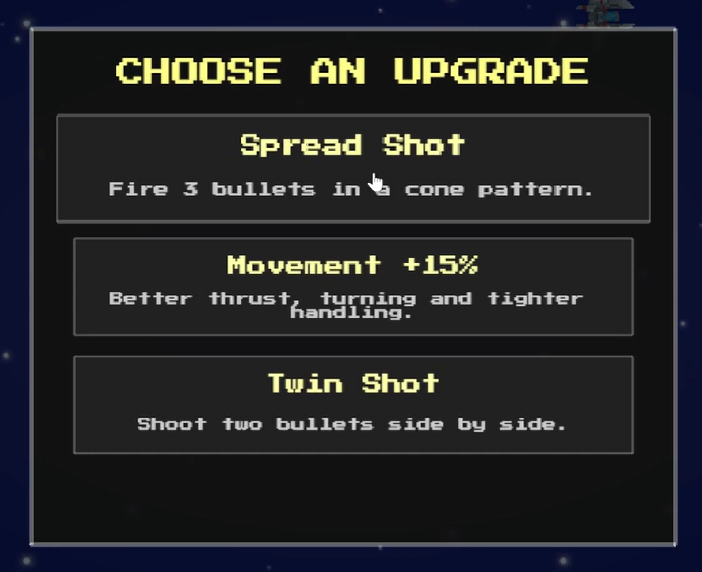 CHOOSE AN UPGRADE
Spread Shot
Fire 3 bullets in a cone pattern.
Movement +15%
Better thrust, turning and tighter
handling.
Twin Shot
Shoot two bullets side by side.